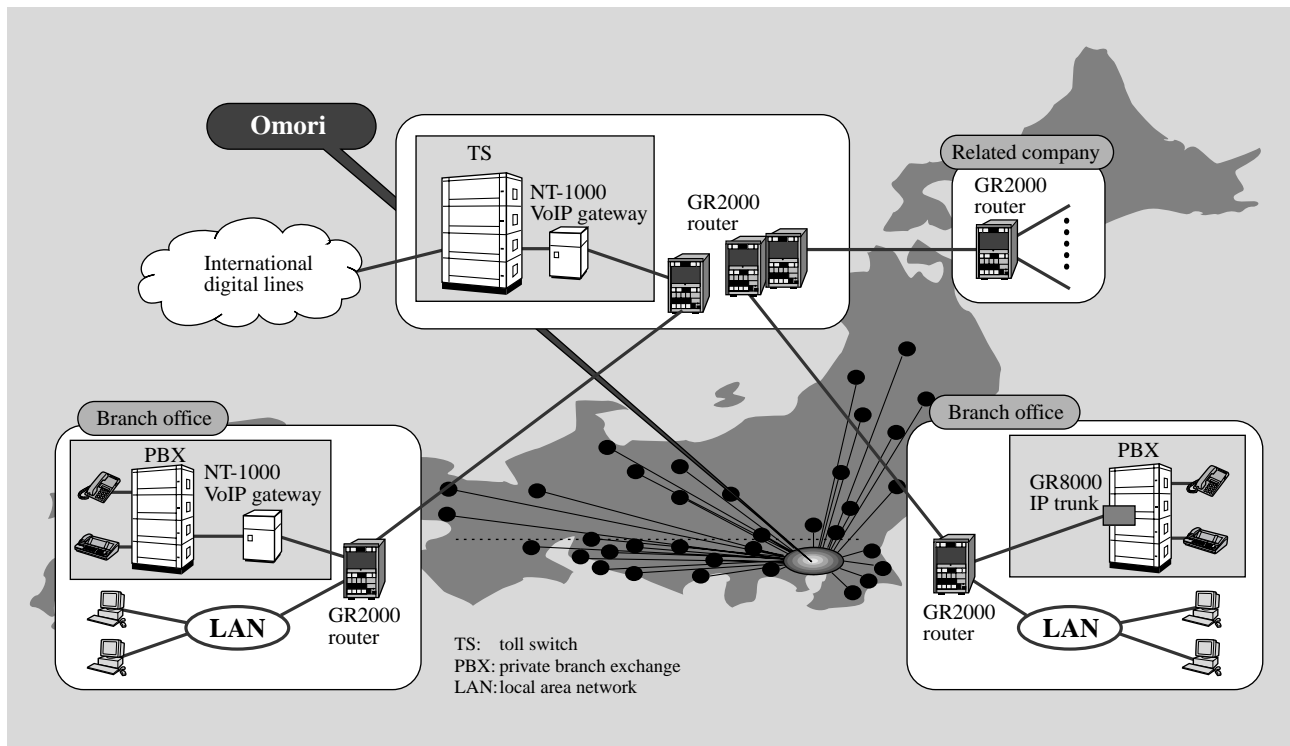 Omori
TS
NT-1000
VoIP gateway
GR2000
router
International
digital lines
Related company
GR2000
router
Branch office
PBX
NT-1000
VoIP gateway
GR2000
router
LAN
Branch office
PBX
GR8000
IP trunk
GR2000
router
LAN
TS: toll switch
PBX: private branch exchange
LAN: local area network